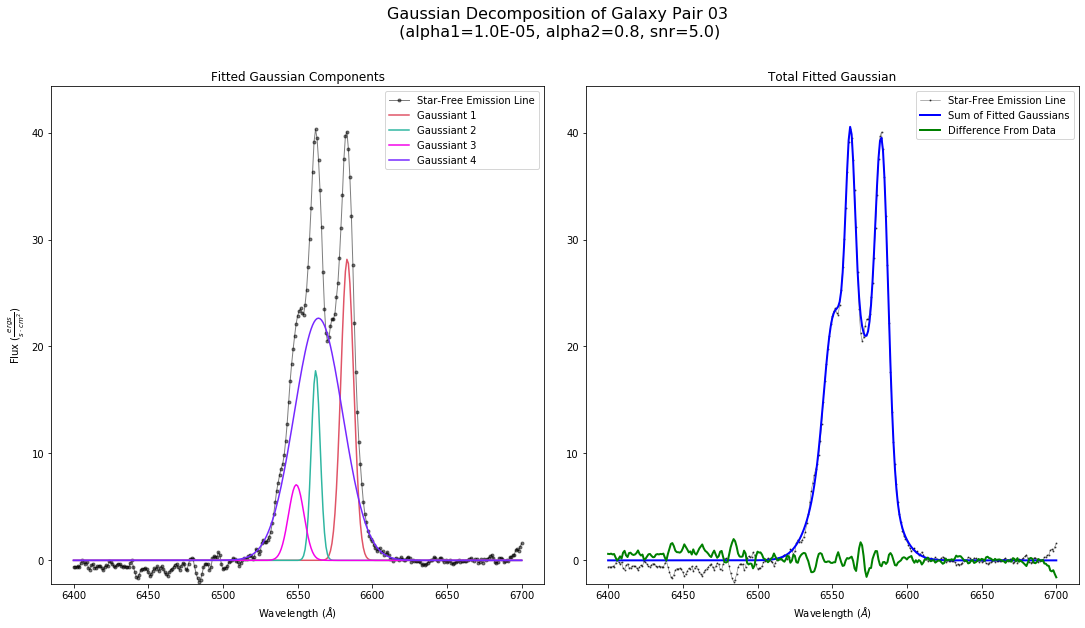 Gaussian Decomposition of Galaxy Pair 03
(alpha1=1.0E-05, alpha2=0.8, snr=5.0)
Fitted Gaussian Components
Star-Free Emission Line
Gaussiant 1
Gaussiant 2
Gaussiant 3
Gaussiant 4
40
30
20
10
0
Flux (ergs/s · cm²)
6400
6450
6500
6550
6600
6650
6700
Wavelength (Å)
Total Fitted Gaussian
Star-Free Emission Line
Sum of Fitted Gaussians
Difference From Data
40
30
20
10
0
6400
6450
6500
6550
6600
6650
6700
Wavelength (Å)